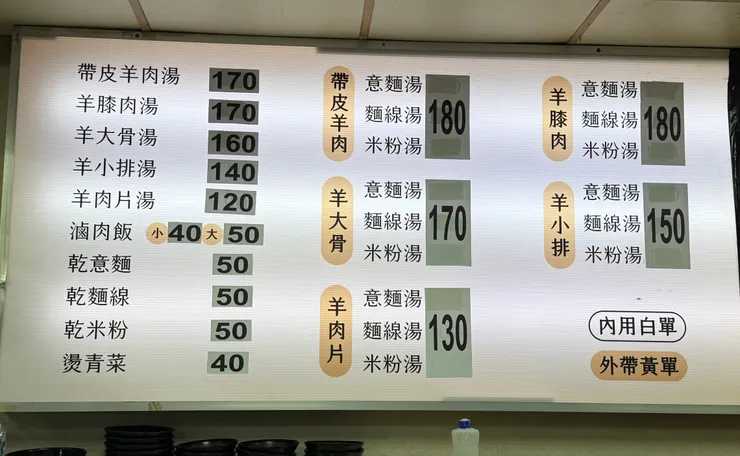 帶皮羊肉湯 170
羊膝肉湯 170
羊大骨湯 160
羊小排湯 140
羊肉片湯 120
滷肉飯 小 40 大 50
乾意麵 50
乾麵線 50
乾米粉 50
燙青菜 40
帶皮羊肉
意麵湯
麵線湯 180
米粉湯
羊大骨
意麵湯
麵線湯 170
米粉湯
羊肉片
意麵湯
麵線湯 130
米粉湯
羊膝肉
意麵湯
麵線湯 180
米粉湯
羊小排
意麵湯
麵線湯 150
米粉湯
內用白單
外帶黃單